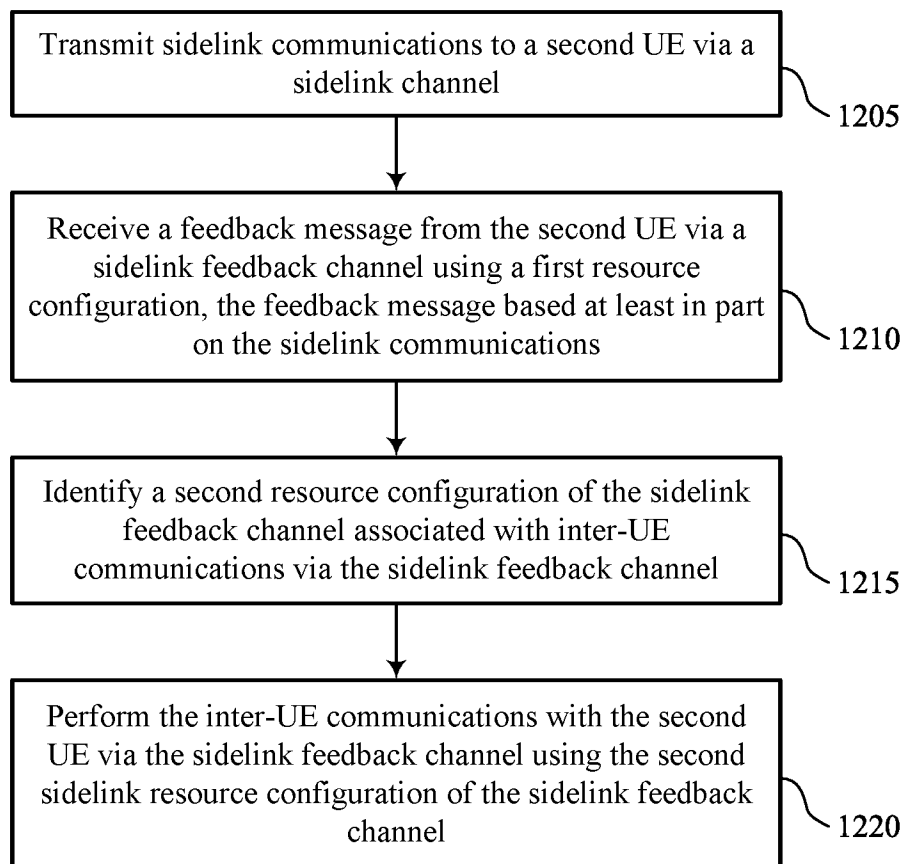 Transmit sidelink communications to a second UE via a
sidelink channel
1205
Receive a feedback message from the second UE via a
sidelink feedback channel using a first resource
configuration, the feedback message based at least in part
on the sidelink communications
1210
Identify a second resource configuration of the sidelink
feedback channel associated with inter-UE
communications via the sidelink feedback channel
1215
Perform the inter-UE communications with the second
UE via the sidelink feedback channel using the second
sidelink resource configuration of the sidelink feedback
channel
1220